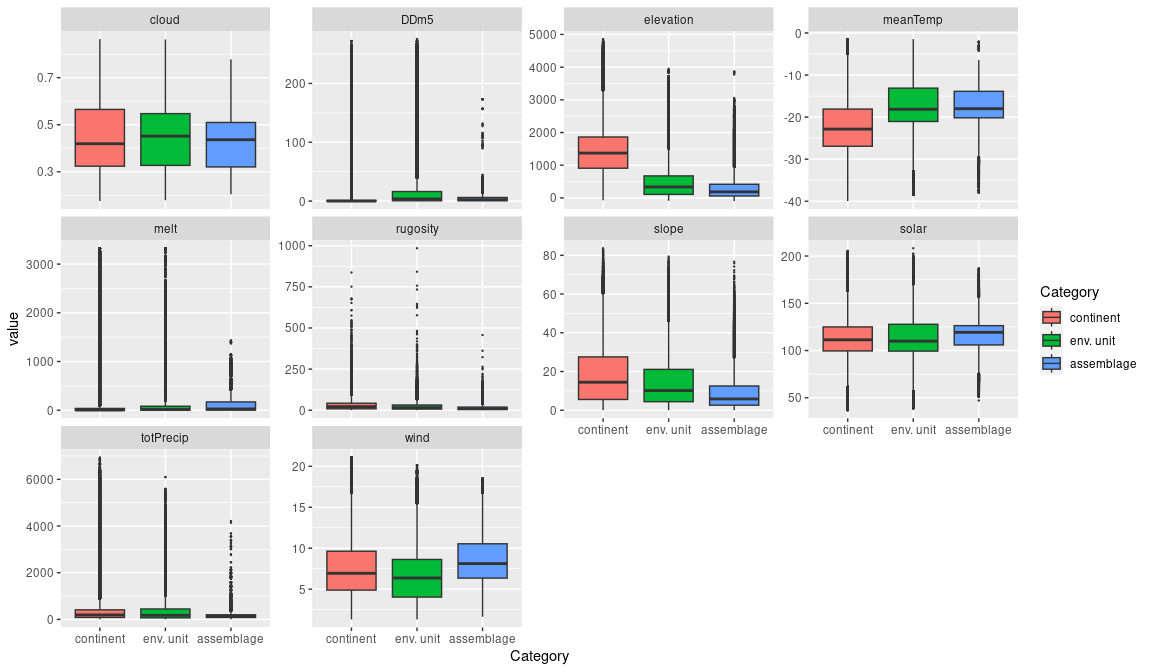 cloud
DDm5
elevation
meanTemp
0.7
0.5
0.3
200
100
0
5000
4000
3000
2000
1000
0
0
-10
-20
-30
-40
melt
rugosity
slope
solar
3000
2000
1000
0
1000
750
500
250
0
80
60
40
20
0
200
150
100
50
continent env. unit assemblage
continent env. unit assemblage
totPrecip
wind
6000
4000
2000
0
20
15
10
5
continent env. unit assemblage
continent env. unit assemblage
value
Category
Category
continent
env. unit
assemblage